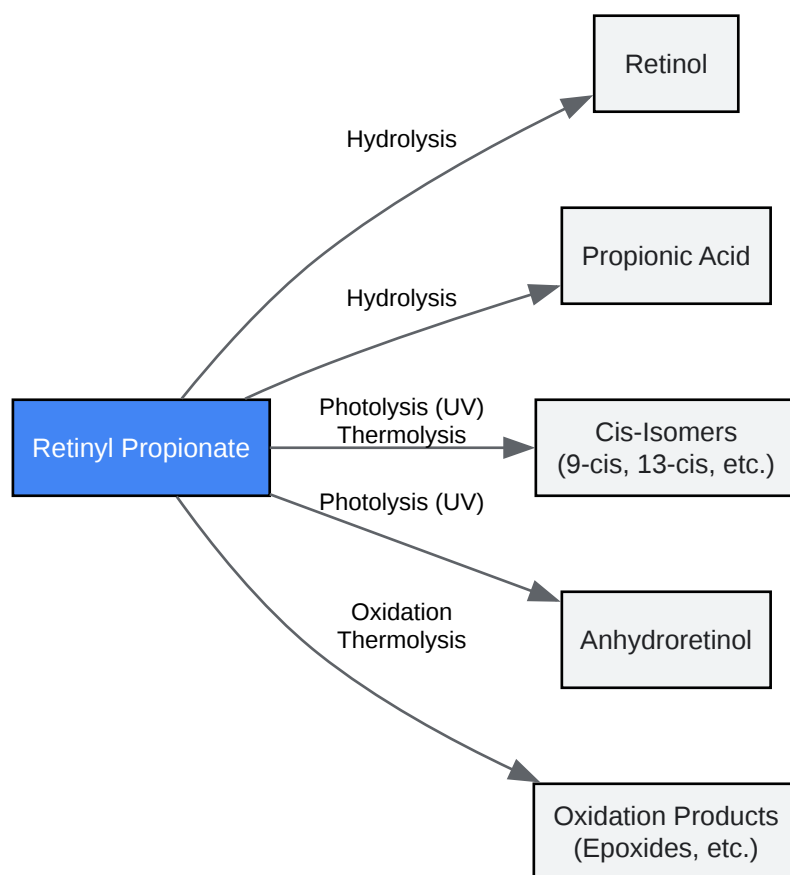 Retinol
Hydrolysis
Propionic Acid
Hydrolysis
Retinyl Propionate
Photolysis (UV)
Thermolysis
Cis-Isomers
(9-cis, 13-cis, etc.)
Photolysis (UV)
Anhydroretinol
Oxidation
Thermolysis
Oxidation Products
(Epoxides, etc.)